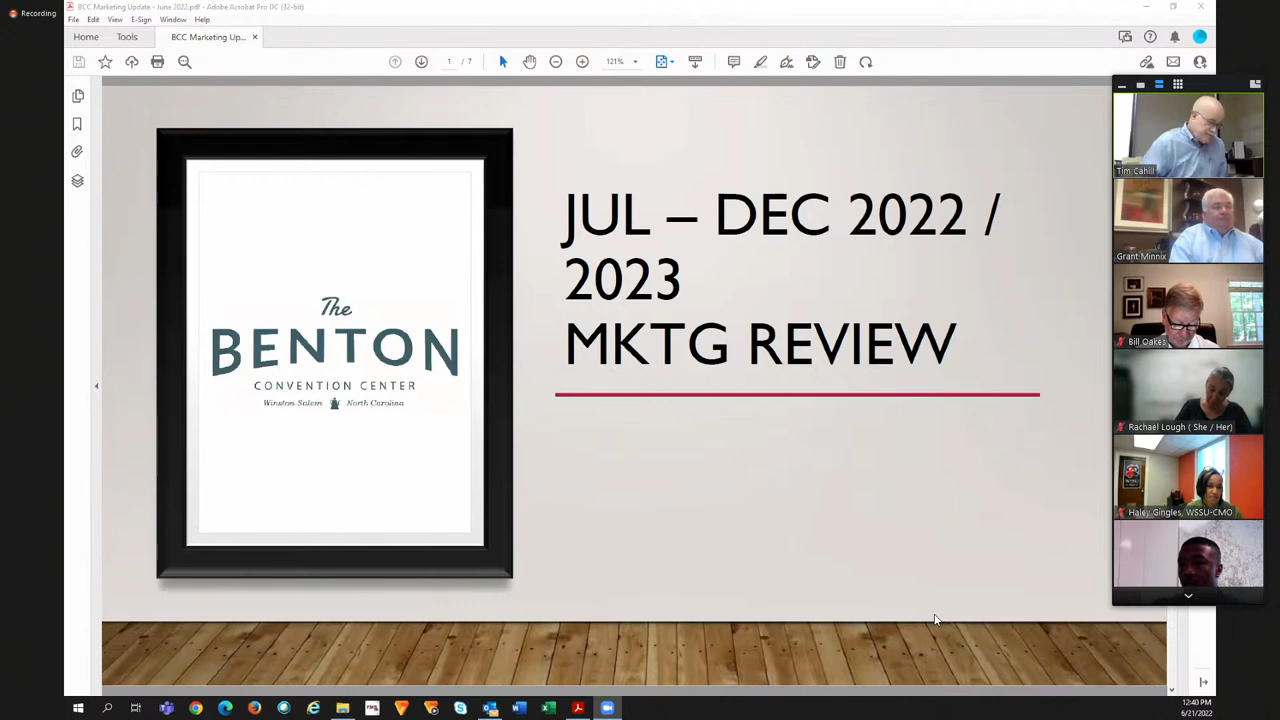 Recording
BCC Marketing Update - June 2022.pdf - Adobe Acrobat Pro DC (32-bit)
File Edit View E-Sign Window Help
Home Tools BCC Marketing Up... ×
1 / 7 121%
JUL – DEC 2022 /
2023
MKTG REVIEW
The
BENTON
CONVENTION CENTER
Winston Salem North Carolina
Tim Cahill
Grant Minnix
Bill Oakes
Rachael Lough ( She / Her)
Haley Gingles, WSSU-CMO
12:40 PM
6/21/2022